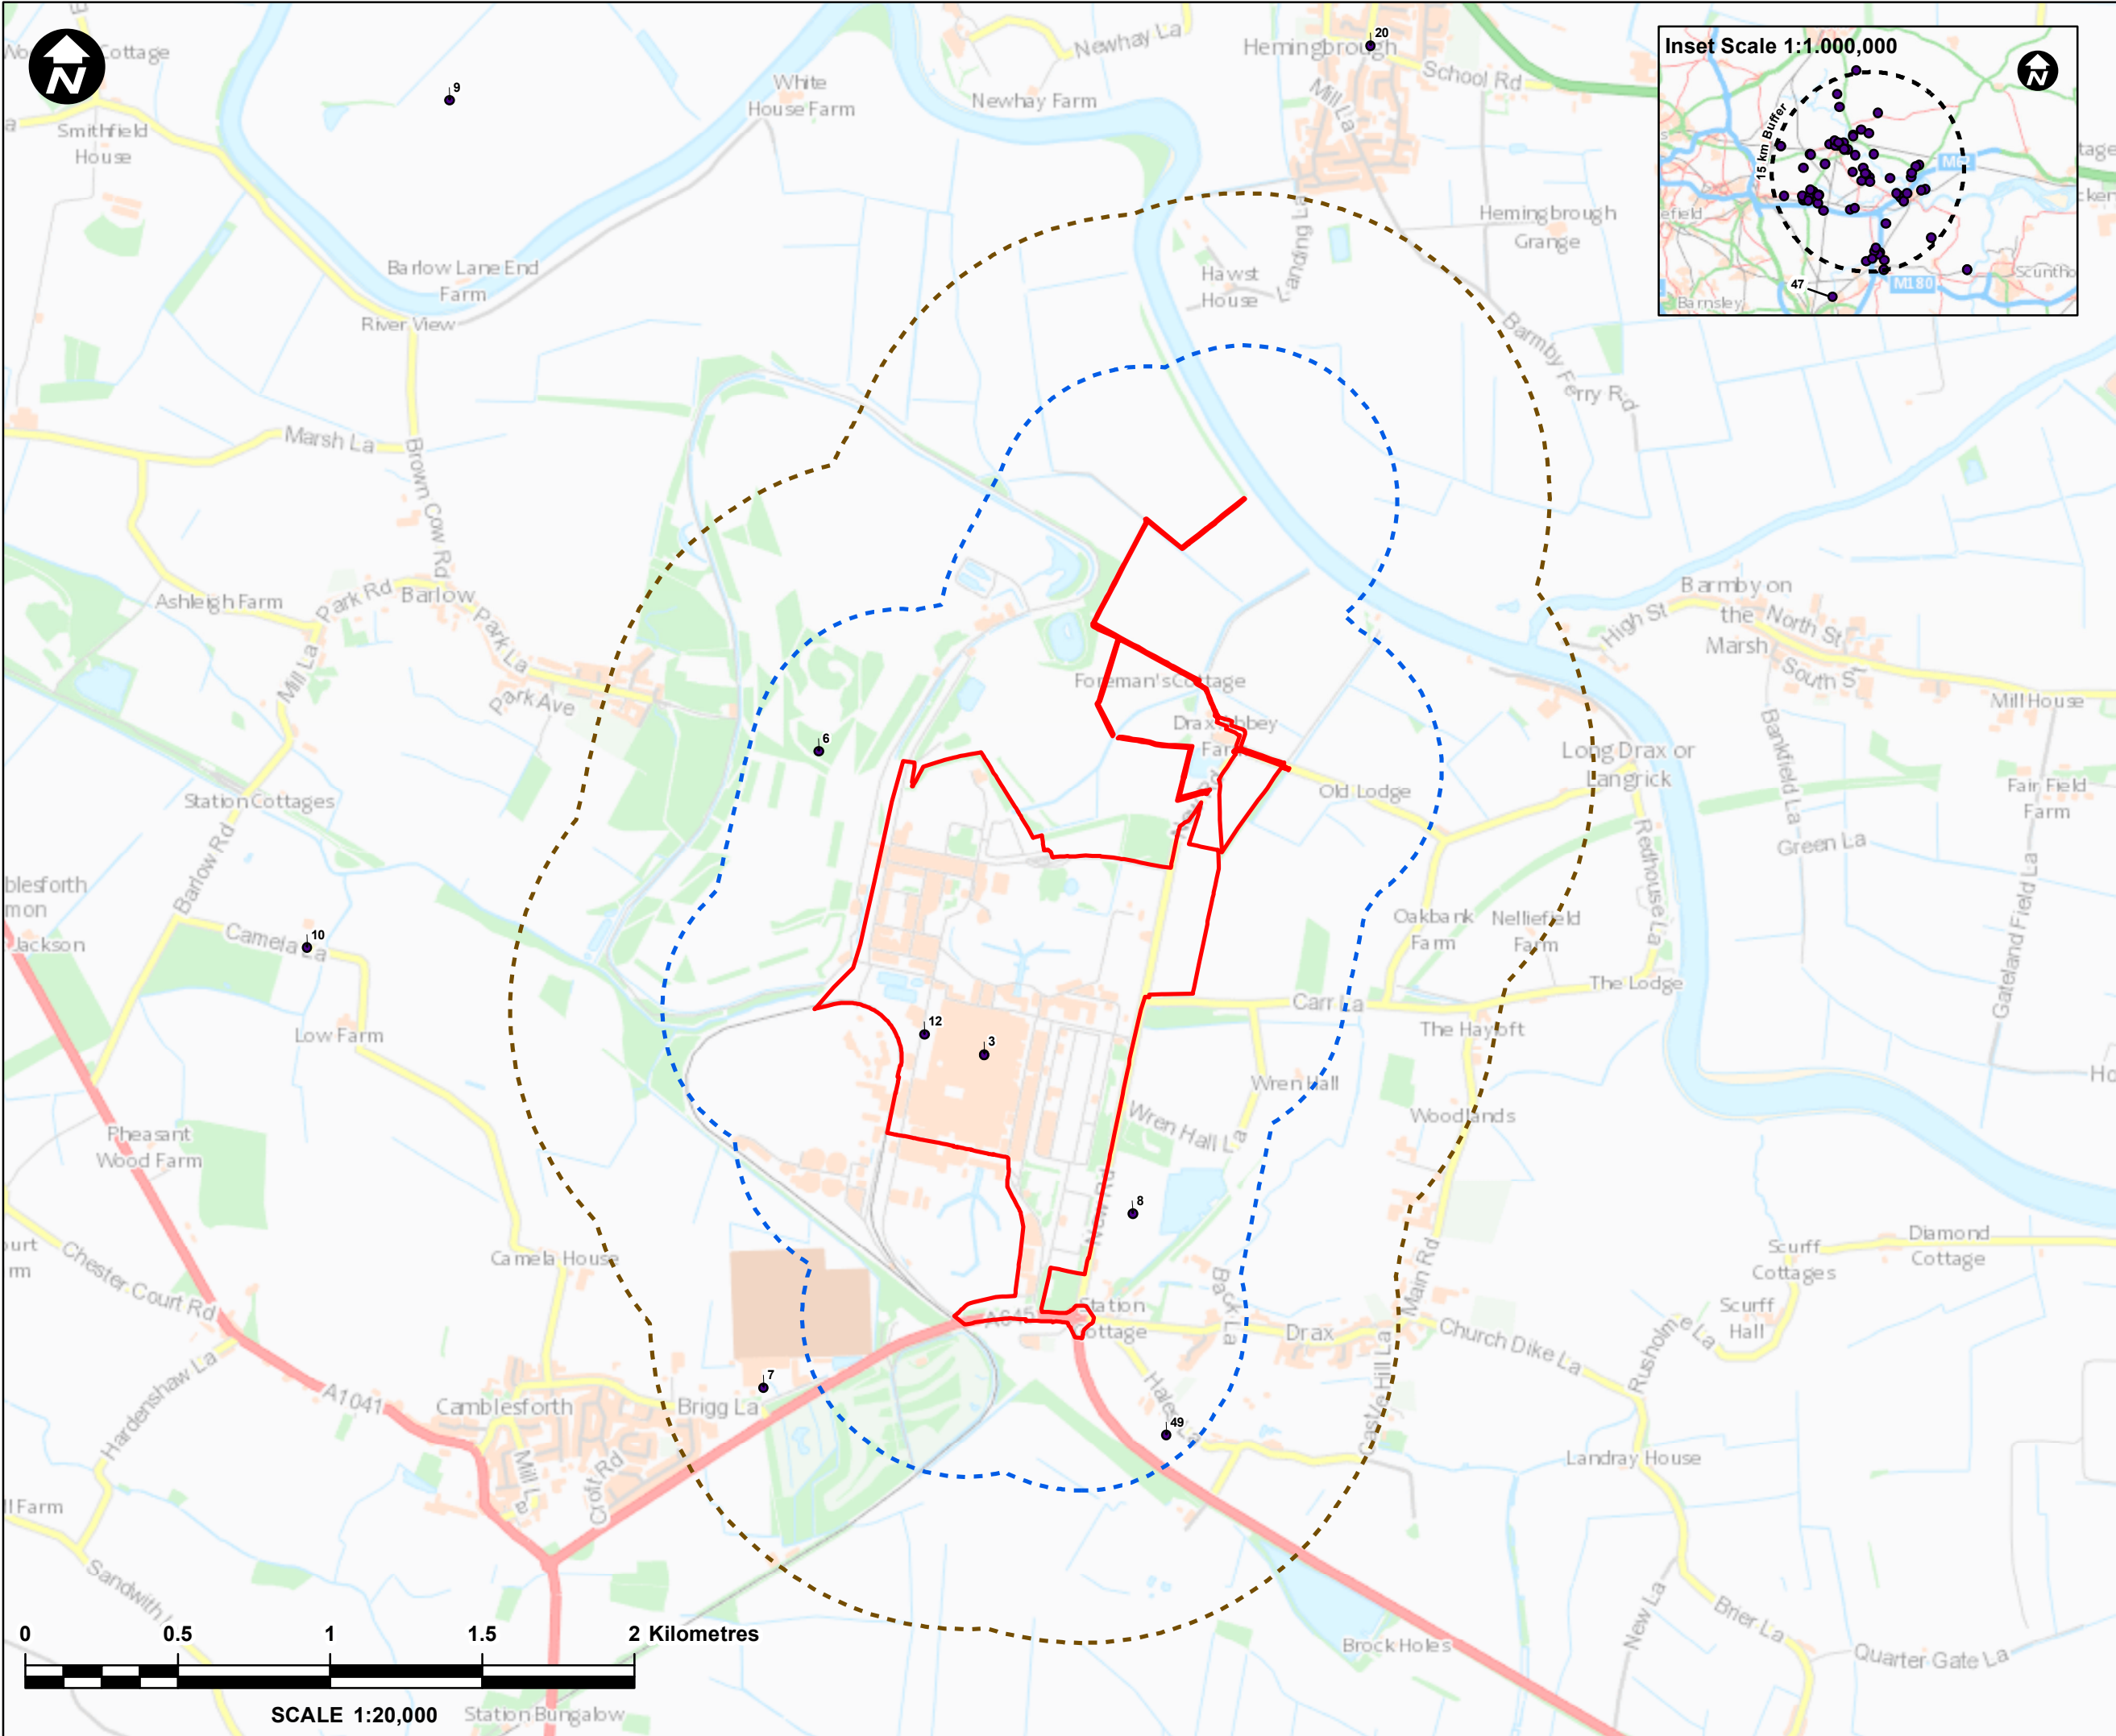 N
Cottage
Smithfield
House
9
White
House Farm
Newhay La
Newhay Farm
Hemingbrough
20
School Rd
Mill La
Inset Scale 1:1.000,000
N
15 km Buffer
M62
efield
Barnsley
47
M180
Scuntho
tage
Barlow Lane End
Farm
River View
Hemingbrough
Grange
Hawst
House
Landing La
Barmby Ferry Rd
Marsh La
Brown Cow Rd
Ashleigh Farm
Park Rd
Barlow
Park La
Park Ave
Mill La
Station Cottages
Barlow Rd
6
Foreman's Cottage
Drax Abbey
Farm
Old Lodge
Barmby on
the
Marsh
High St
North St
South S
Mill House
Long Drax or
Langrick
Bankfield La
Fair Field
Farm
Green La
Redhouse La
Gateland Field La
blesforth
mon
Jackson
10
Camela La
Low Farm
Oakbank
Farm
Nelliefield
Farm
The Lodge
Carr La
The Hayloft
12
3
Wren Hall
Wren Hall La
Woodlands
Pheasant
Wood Farm
8
New Rd
Chester Court Rd
Camela House
Back La
Main Rd
Scurff
Cottages
Diamond
Cottage
Scurff
Hall
A645
Station
Cottage
Drax
Church Dike La
Rusholme La
Castle Hill La
Hales La
7
Brigg La
Camblesforth
A1041
Hardenshaw La
Mill La
Croft Rd
49
Landray House
ll Farm
Sandwith L
Brock Holes
New La
Brier La
Quarter Gate La
0 0.5 1 1.5 2 Kilometres
SCALE 1:20,000
Station Bungalow